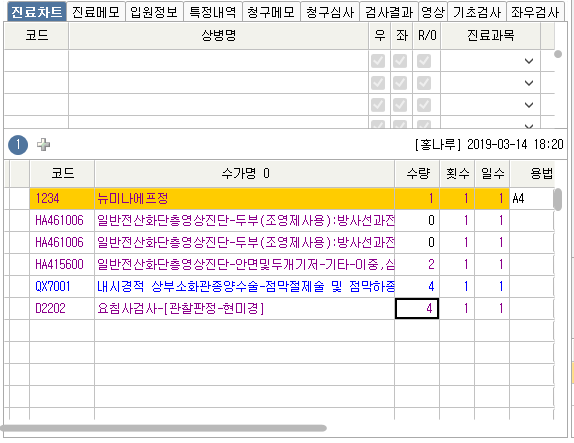 진료차트 진료메모 입원정보 특정내역 청구메모 청구심사 검사결과 영상 기초검사 좌우검사
코드 상병명 우 좌 R/O 진료과목
1 [홍나루] 2019-03-14 18:20
코드 수가명 0 수량 횟수 일수 용법
1234 뉴미나에프정 1 1 1 A4
HA461006 일반전산화단층영상진단-두부(조영제사용):방사선과전 0 1 1
HA461006 일반전산화단층영상진단-두부(조영제사용):방사선과전 0 1 1
HA415600 일반전산화단층영상진단-안면및두개기저-기타-이중,삼 2 1 1
QX7001 내시경적 상부소화관종양수술-점막절제술 및 점막하종 4 1 1
D2202 요침사검사-[관찰판정-현미경] 4 1 1